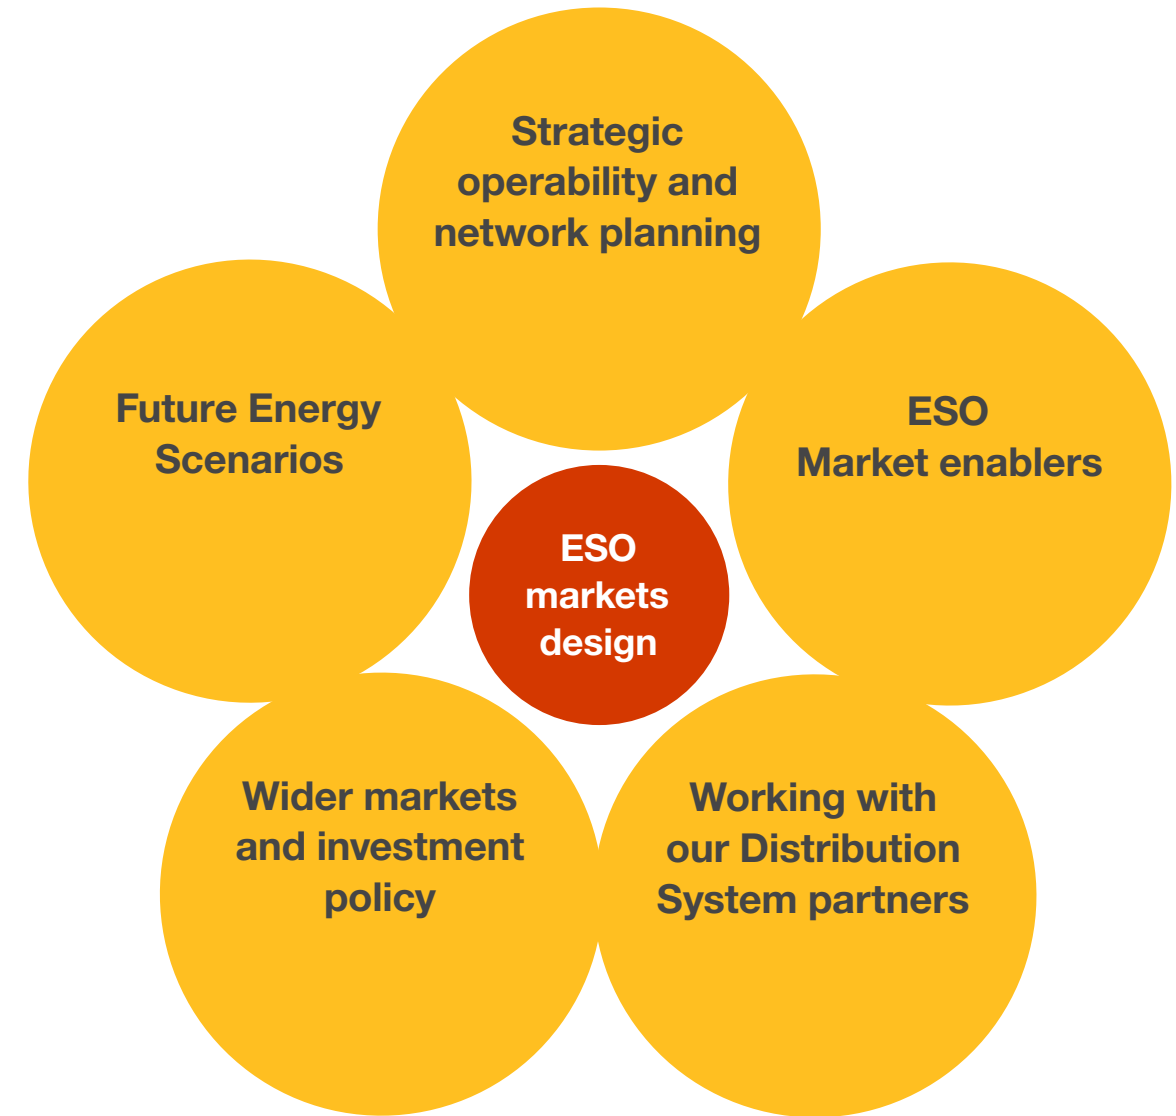 Strategic
operability and
network planning
Future Energy
Scenarios
ESO
Market enablers
ESO
markets
design
Wider markets
and investment
policy
Working with
our Distribution
System partners